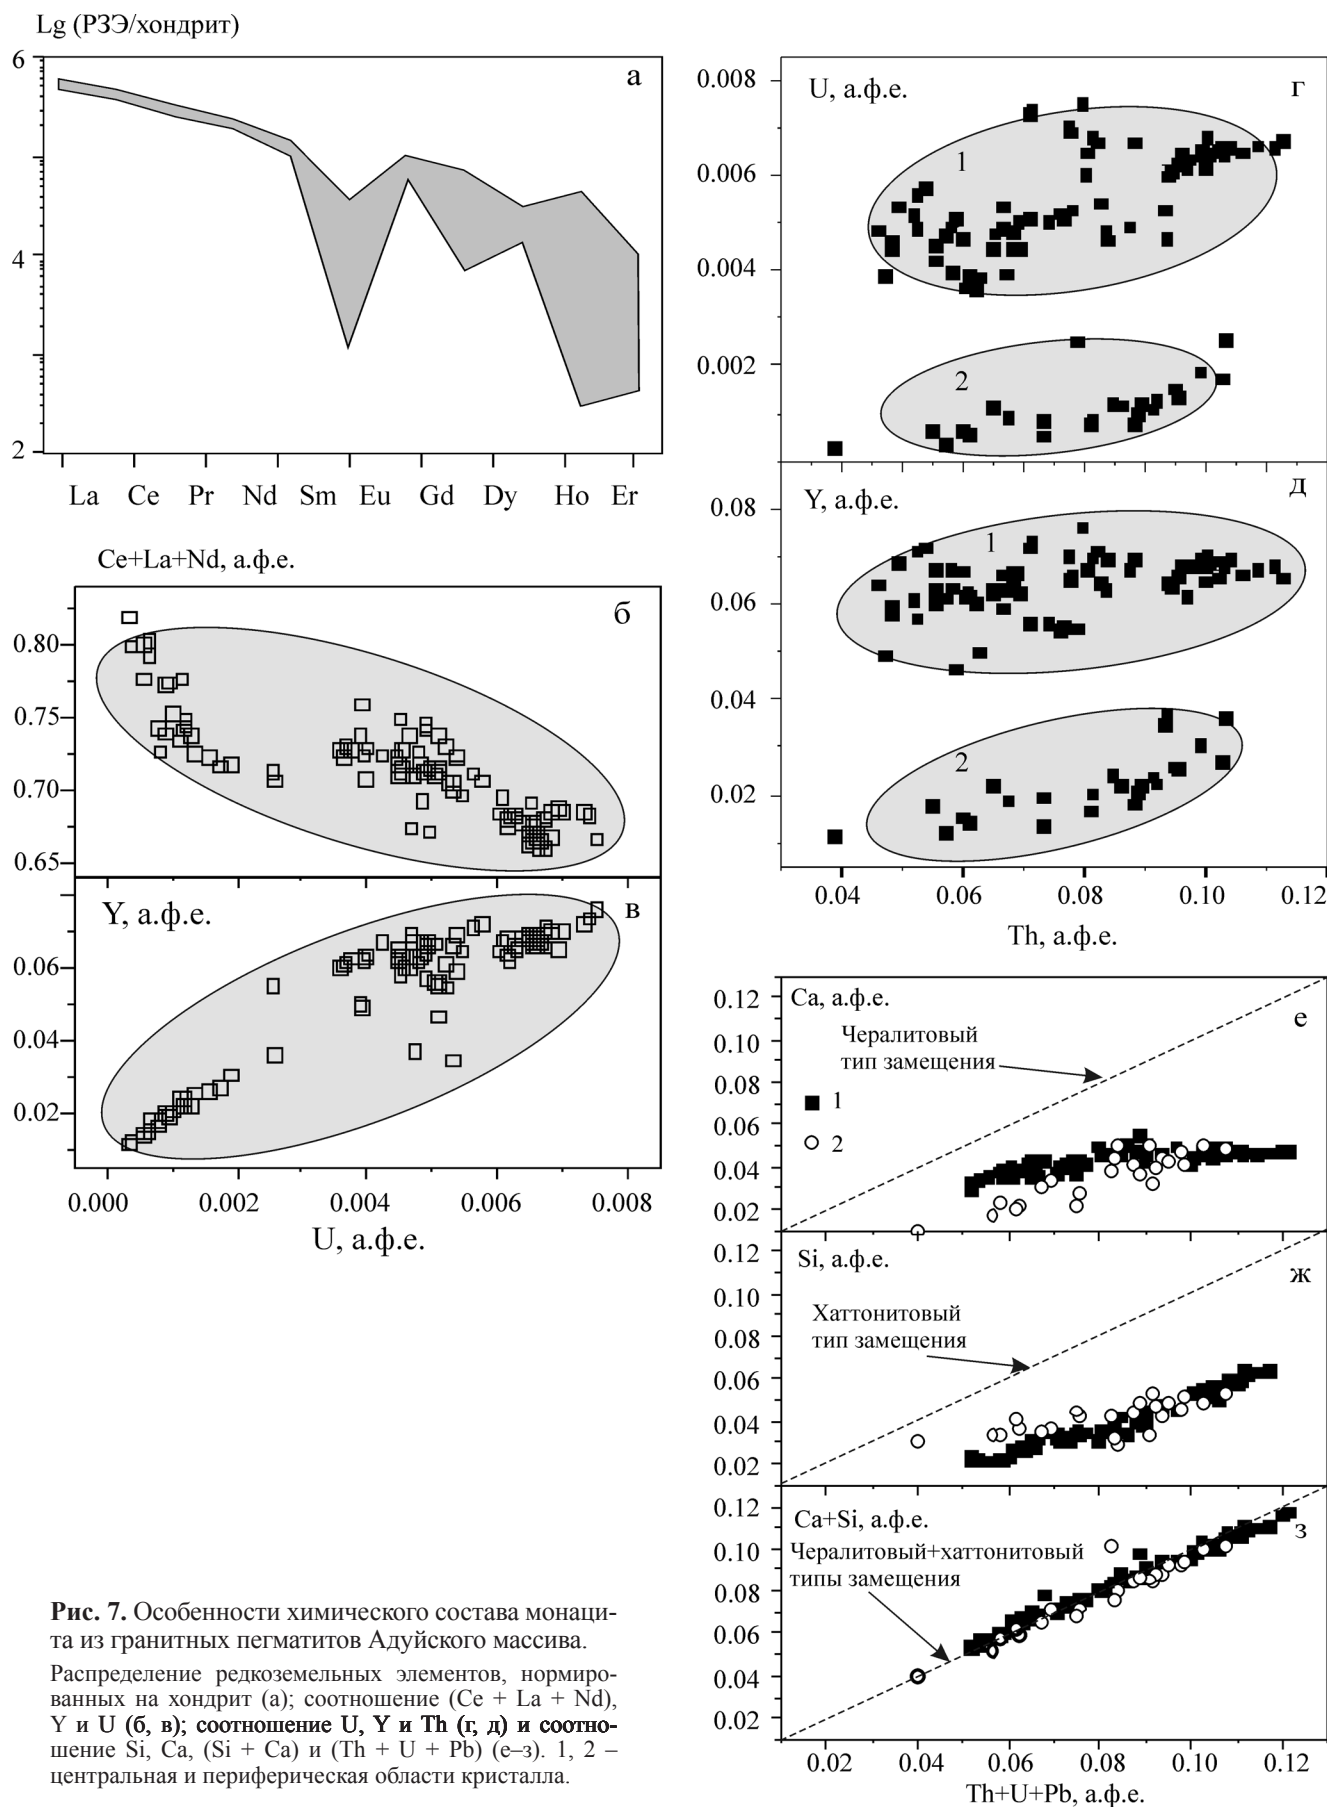 Lg (РЗЭ/хондрит)
6
4
2
а
La Ce Pr Nd Sm Eu Gd Dy Ho Er
Ce+La+Nd, а.ф.е.
б
0.80
0.75
0.70
0.65
Y, а.ф.е.
в
0.06
0.04
0.02
0.000 0.002 0.004 0.006 0.008
U, а.ф.е.
0.008
0.006
0.004
0.002
U, а.ф.е.
г
1
2
0.08
0.06
0.04
0.02
Y, а.ф.е.
д
1
2
0.04 0.06 0.08 0.10 0.12
Th, а.ф.е.
0.12
0.10
0.08
0.06
0.04
0.02
Ca, а.ф.е.
е
Чералитовый
тип замещения
1
2
0.12
0.10
0.08
0.06
0.04
0.02
Si, а.ф.е.
ж
Хаттонитовый
тип замещения
0.12
0.10
0.08
0.06
0.04
0.02
Ca+Si, а.ф.е.
з
Чералитовый+хаттонитовый
типы замещения
0.02 0.04 0.06 0.08 0.10 0.12
Th+U+Pb, а.ф.е.
Рис. 7. Особенности химического состава монаци-
та из гранитных пегматитов Адуйского массива.
Распределение редкоземельных элементов, нормиро-
ванных на хондрит (а); соотношение (Ce + La + Nd),
Y и U (б, в); соотношение U, Y и Th (г, д) и соотно-
шение Si, Ca, (Si + Ca) и (Th + U + Pb) (е–з). 1, 2 –
центральная и периферическая области кристалла.